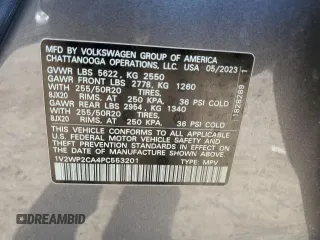 MFD. BY VOLKSWAGEN GROUP OF AMERICA
CHATTANOOGA OPERATIONS, LLC. USA 05/2023
GVWR LBS 5622, KG 2550
GAWR FRONT LBS 2778, KG 1260
WITH 255/50R20 TIRES,
8JX20 RIMS, AT 250 KPA, 36 PSI COLD
GAWR REAR LBS 2954, KG 1340
WITH 255/50R20 TIRES,
8JX20 RIMS, AT 250 KPA, 36 PSI COLD
THIS VEHICLE CONFORMS TO ALL APPLICABLE
U.S. FEDERAL MOTOR VEHICLE SAFETY, BUMPER AND
THEFT PREVENTION STANDARDS IN EFFECT ON THE
DATE OF MANUFACTURE SHOWN ABOVE.
1V2WP2CA4PC553201 TYPE: MPV
DREAMBID